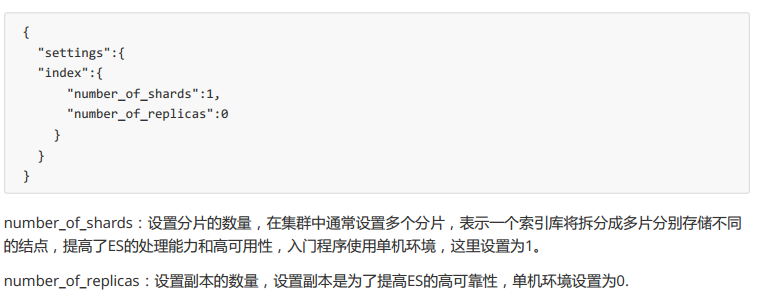 {
"settings":{
"index":{
"number_of_shards":1,
"number_of_replicas":0
}
}
}
number_of_shards：设置分片的数量，在集群中通常设置多个分片，表示一个索引库将拆分成多片分别存储不同
的结点，提高了ES的处理能力和高可用性，入门程序使用单机环境，这里设置为1。
number_of_replicas：设置副本的数量，设置副本是为了提高ES的高可靠性，单机环境设置为0.